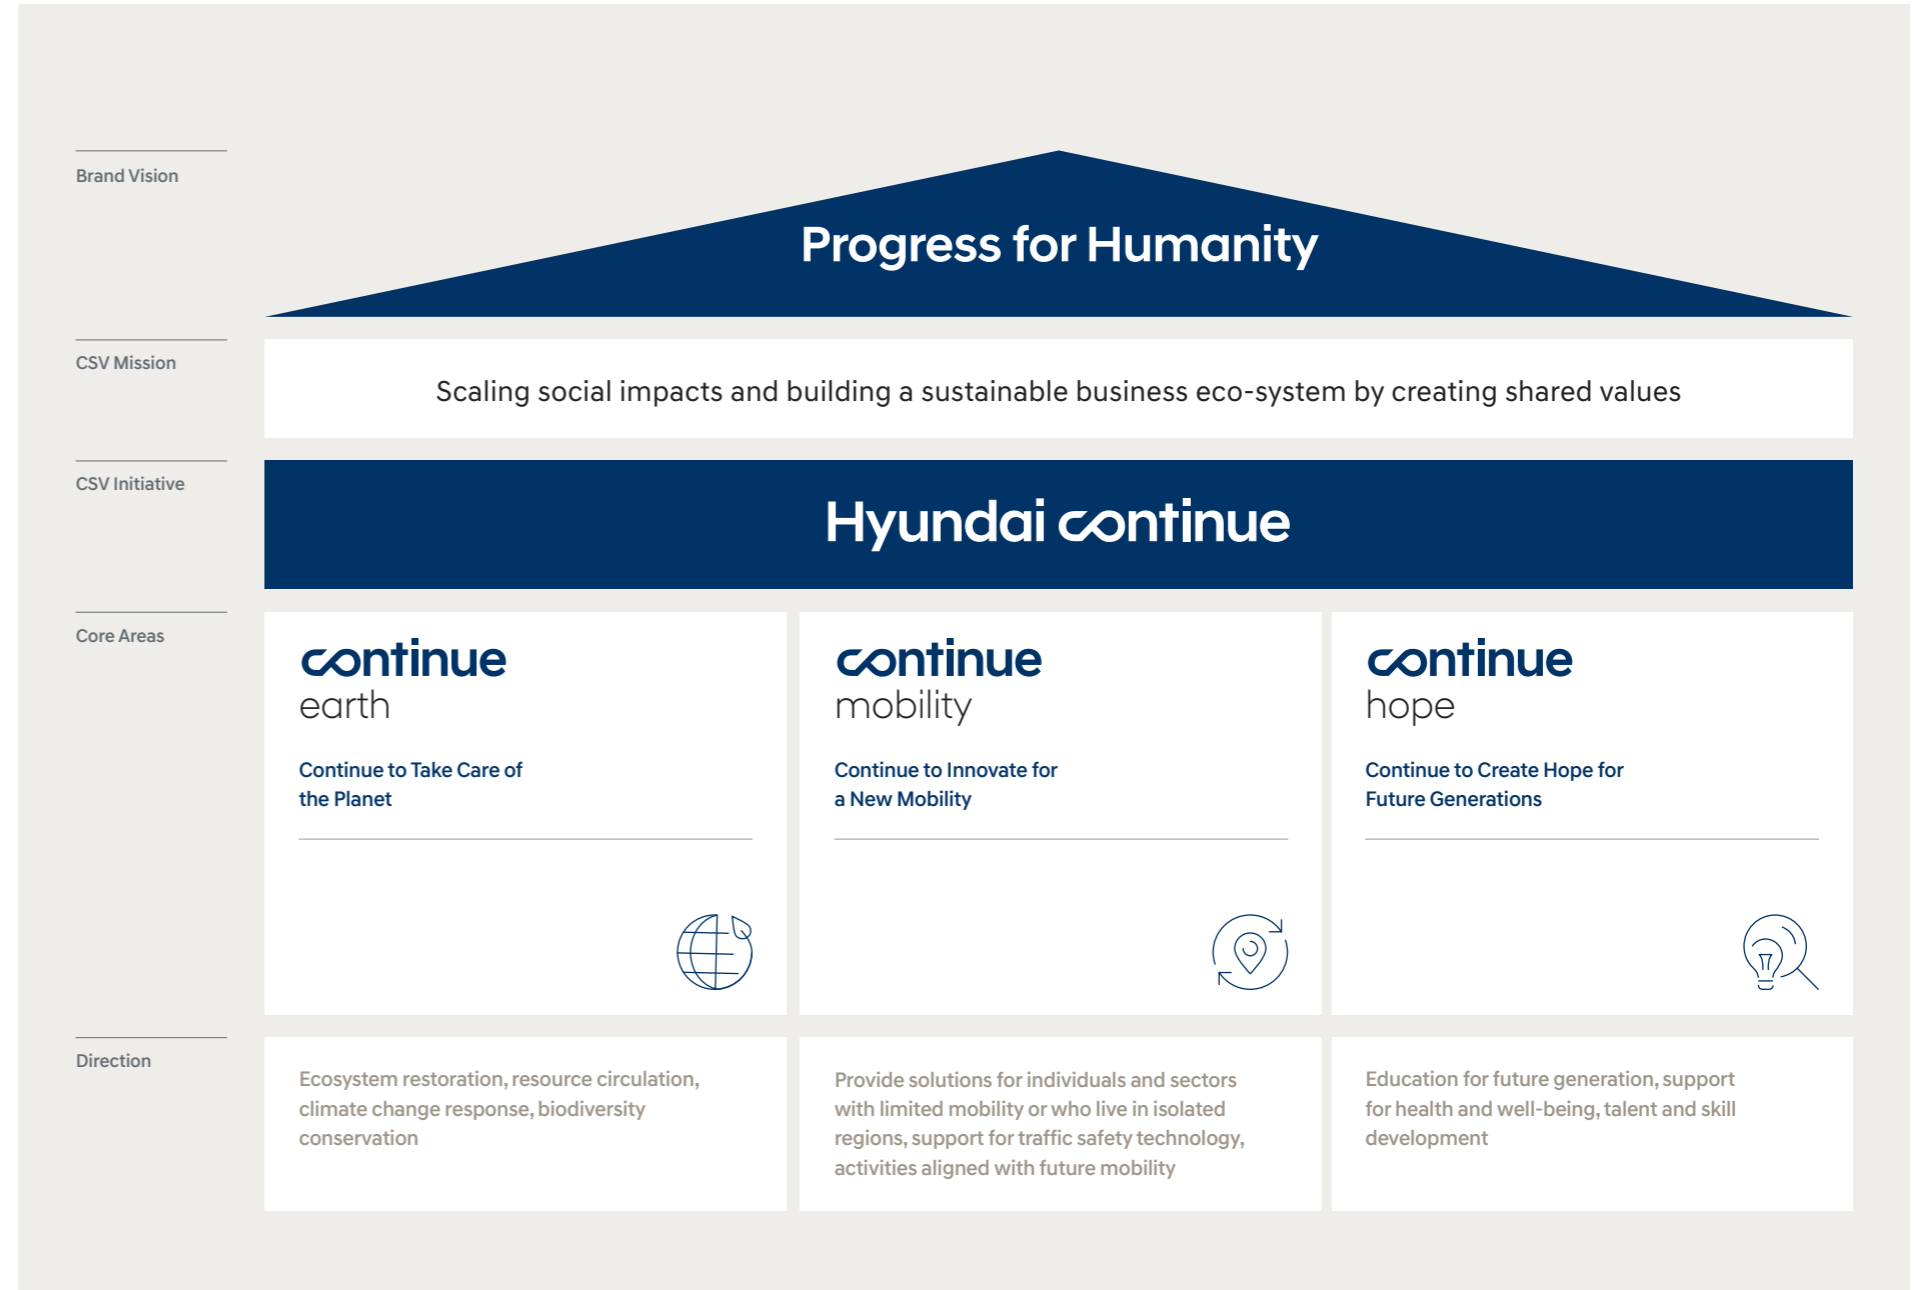 Brand Vision
Progress for Humanity
CSV Mission
Scaling social impacts and building a sustainable business eco-system by creating shared values
CSV Initiative
Hyundai continue
Core Areas
continue
earth
Continue to Take Care of
the Planet
continue
mobility
Continue to Innovate for
a New Mobility
continue
hope
Continue to Create Hope for
Future Generations
Direction
Ecosystem restoration, resource circulation,
climate change response, biodiversity
conservation
Provide solutions for individuals and sectors
with limited mobility or who live in isolated
regions, support for traffic safety technology,
activities aligned with future mobility
Education for future generation, support
for health and well-being, talent and skill
development